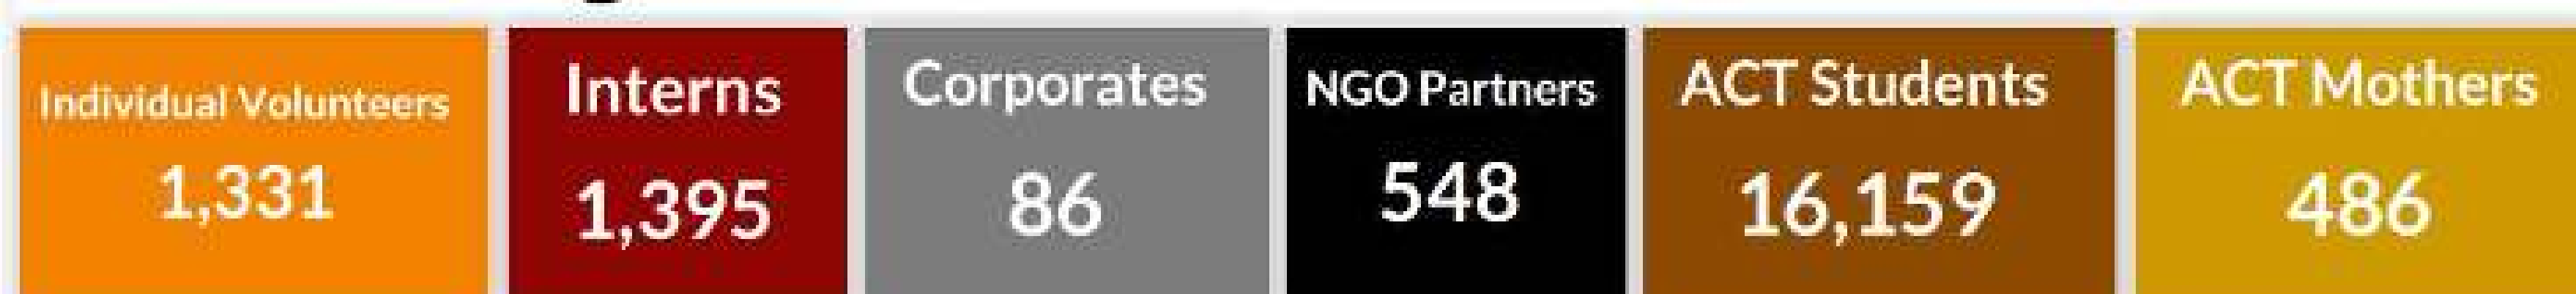 Individual Volunteers
1,331
Interns
1,395
Corporates
86
NGO Partners
548
ACT Students
16,159
ACT Mothers
486